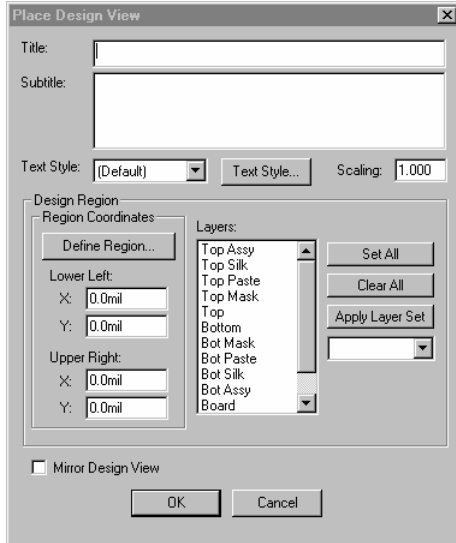 Place Design View
Title:
Subtitle:
Text Style: (Default) Text Style... Scaling: 1.000
Design Region
Region Coordinates
Define Region...
Lower Left:
X: 0.0mil
Y: 0.0mil
Upper Right:
X: 0.0mil
Y: 0.0mil
Layers:
Top Assy
Top Silk
Top Paste
Top Mask
Top
Bottom
Bot Mask
Bot Paste
Bot Silk
Bot Assy
Board
Set All
Clear All
Apply Layer Set
Mirror Design View
OK Cancel